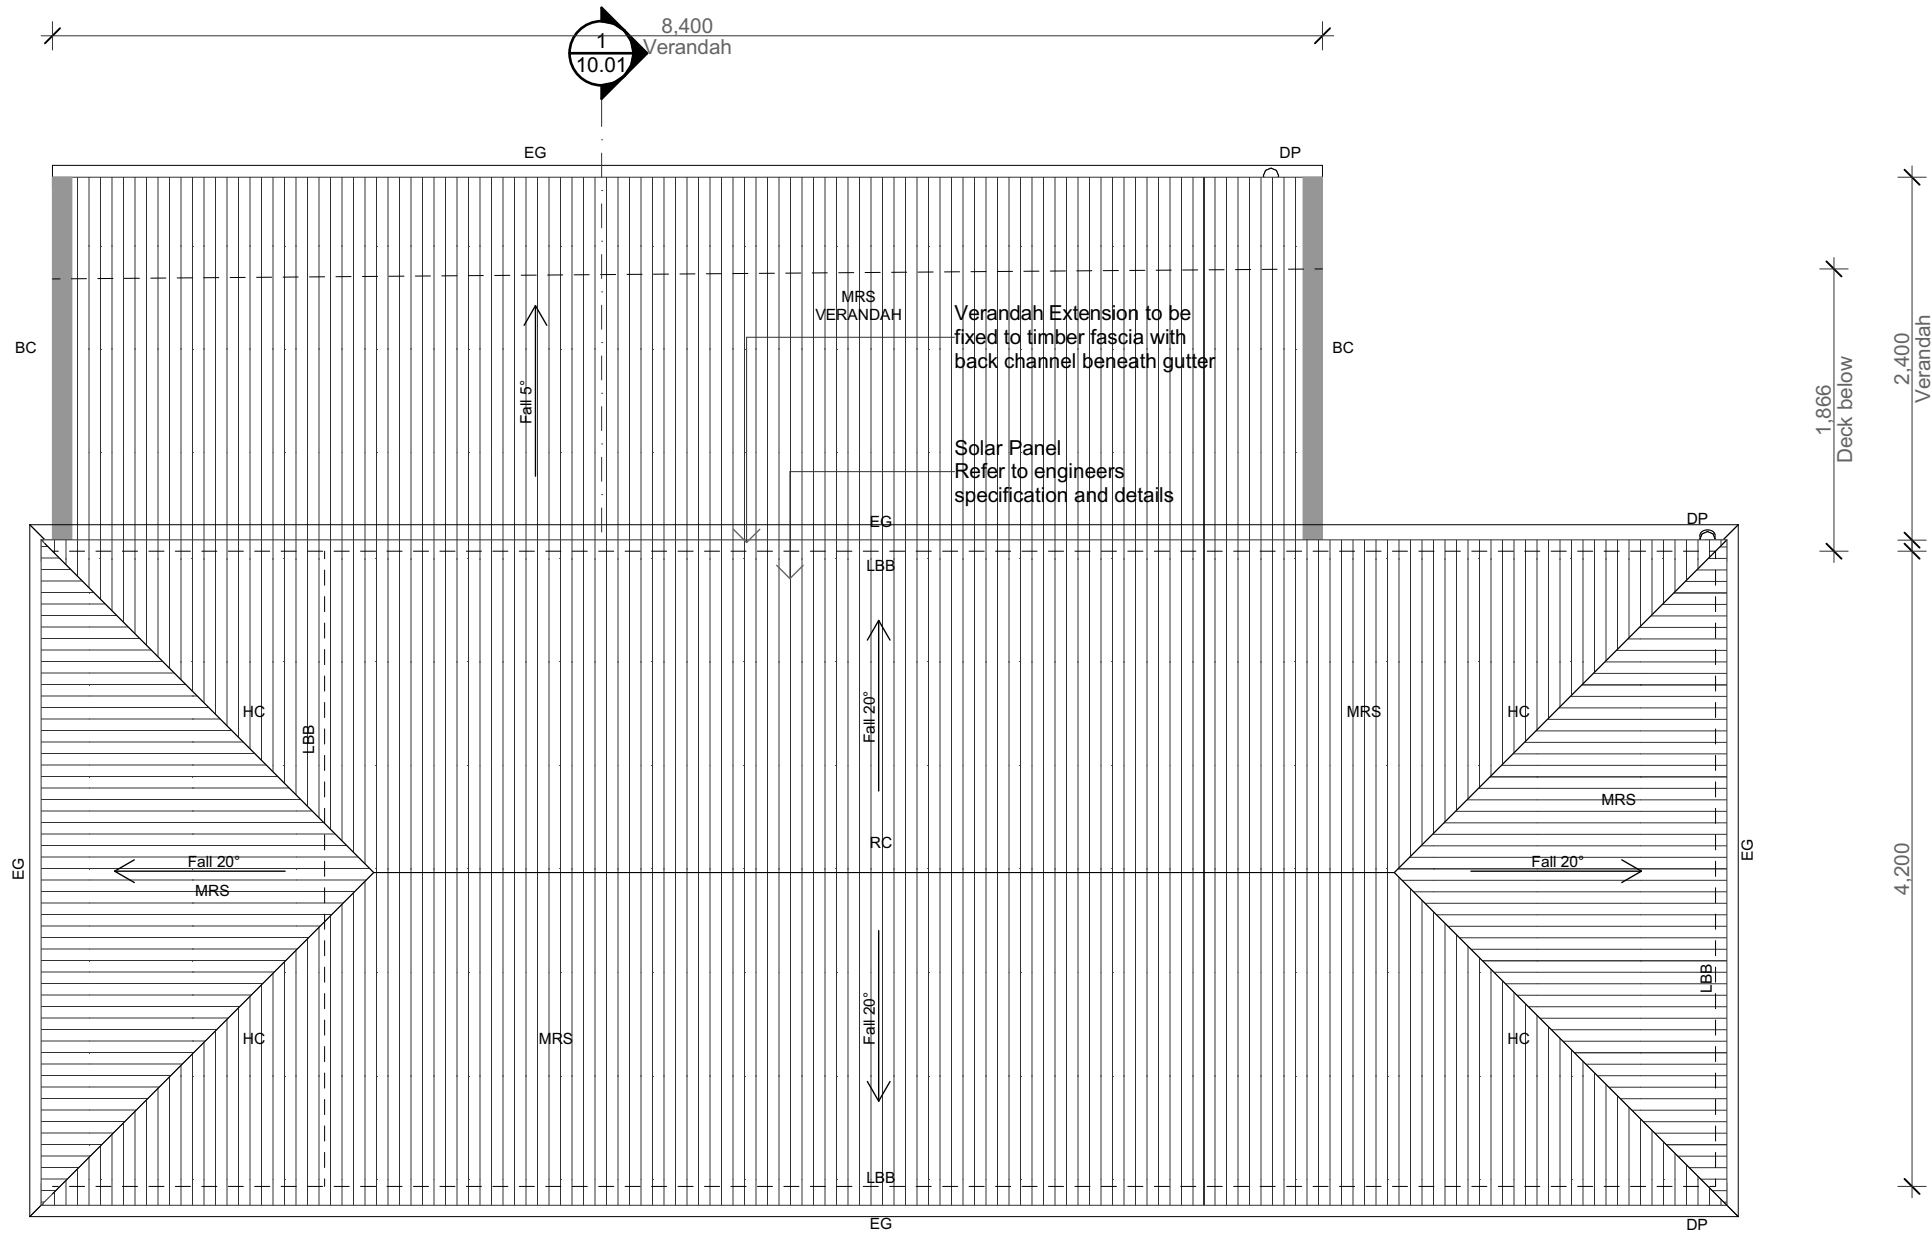 8,400
Verandah
1
10.01
EG
DP
MRS
VERANDAH
Verandah Extension to be
fixed to timber fascia with
back channel beneath gutter
BC
BC
Fall 5°
1,866
Deck below
2,400
Verandah
Solar Panel
Refer to engineers
specification and details
EG
DP
LBB
HC
LBB
Fall 20°
MRS
HC
MRS
RC
EG
Fall 20°
MRS
Fall 20°
EG
4,200
LBB
HC
MRS
Fall 20°
HC
LBB
EG
DP